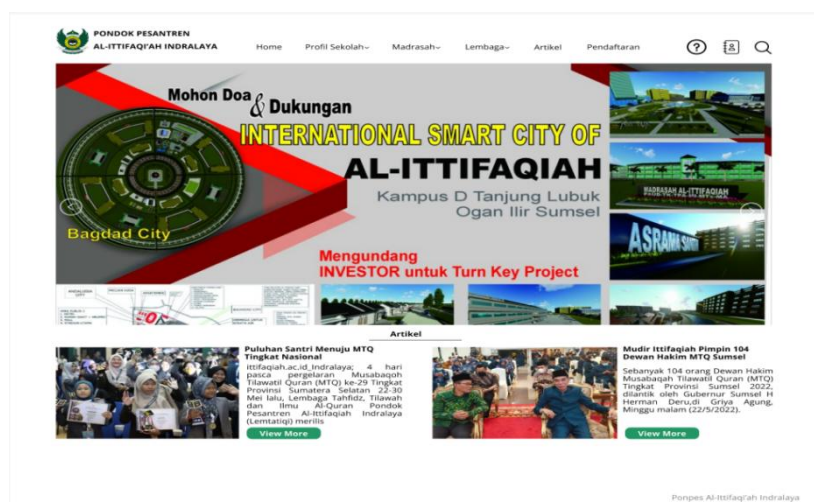 PONDOK PESANTREN
AL-ITTIFAQI'AH INDRALAYA
Home
Profil Sekolah
Madrasah
Lembaga
Artikel
Pendaftaran
Mohon Doa & Dukungan
INTERNATIONAL SMART CITY OF
AL-ITTIFAQIAH
Kampus D Tanjung Lubuk
Ogan Ilir Sumsel
Bagdad City
Mengundang
INVESTOR untuk Turn Key Project
MADRASAH AL-ITTIFAQIAH
ASRAMA SANTRI
Artikel
Puluhan Santri Menuju MTQ
Tingkat Nasional
ittifaqiah.ac.id_Indralaya; 4 hari
pasca pergelaran Musabaqoh
Tilawatil Quran (MTQ) ke-29 Tingkat
Provinsi Sumatera Selatan 22-30
Mei lalu, Lembaga Tahfidz, Tilawah
dan Ilmu Al-Quran Pondok
Pesantren Al-Ittifaqiah Indralaya
(Lemtatiqi) merilis
View More
Mudir Ittifaqiah Pimpin 104
Dewan Hakim MTQ Sumsel
Sebanyak 104 orang Dewan Hakim
Musabaqah Tilawatil Quran (MTQ)
Tingkat Provinsi Sumsel 2022,
dilantik oleh Gubernur Sumsel H
Herman Deru,di Griya Agung,
Minggu malam (22/5/2022).
View More
Ponpes Al-Ittifaqi'ah Indralaya